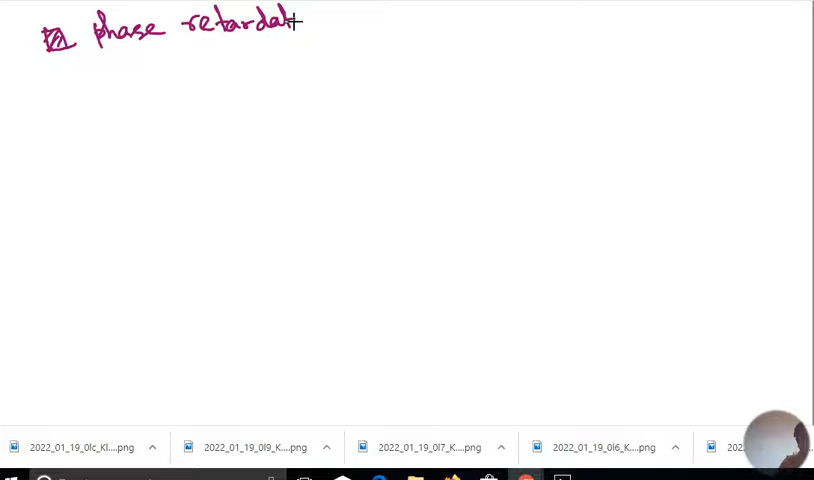 phase retardat
2022_01_19_0lc_Kl....png
2022_01_19_0l9_K....png
2022_01_19_0l7_K....png
2022_01_19_0l6_K....png